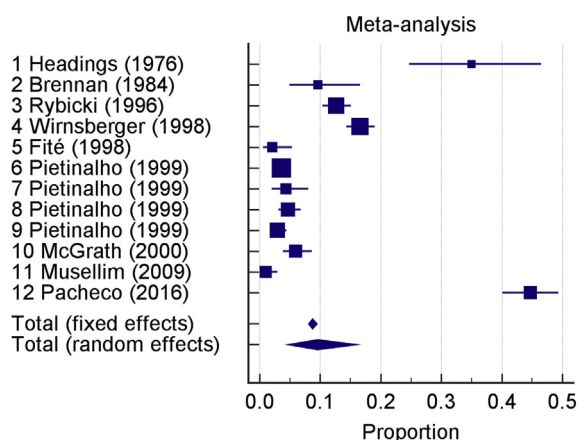 Meta-analysis
1 Headings (1976)
2 Brennan (1984)
3 Rybicki (1996)
4 Wirnsberger (1998)
5 Fité (1998)
6 Pietinalho (1999)
7 Pietinalho (1999)
8 Pietinalho (1999)
9 Pietinalho (1999)
10 McGrath (2000)
11 Musellim (2009)
12 Pacheco (2016)
Total (fixed effects)
Total (random effects)
0.0 0.1 0.2 0.3 0.4 0.5
Proportion